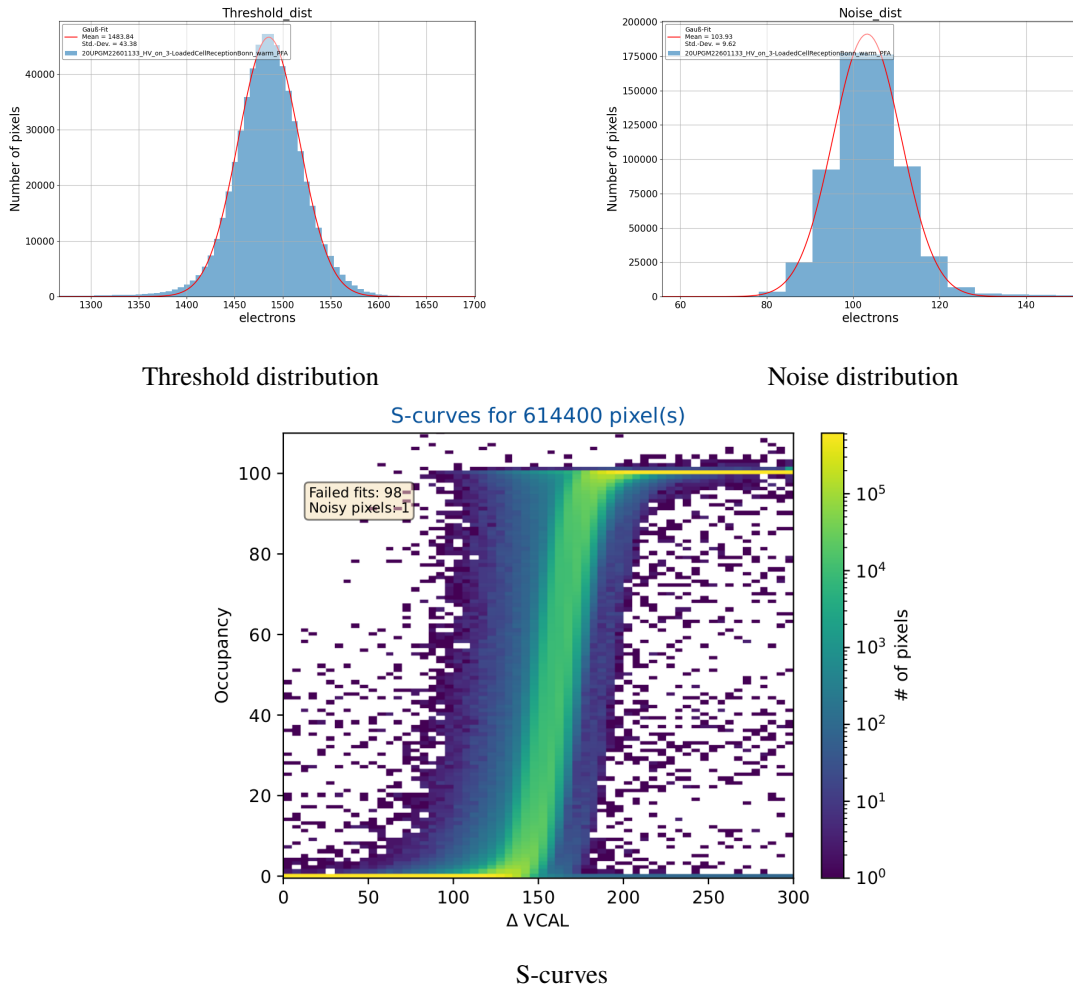 Threshold_dist
Gauß-Fit
Mean = 1483.84
Std.-Dev. = 43.38
20UPGM22601133_HV_on_3-LoadedCellReceptionBonn_warm_PFA
Number of pixels
40000
30000
20000
10000
0
1300 1350 1400 1450 1500 1550 1600 1650 1700
electrons
Threshold distribution
Noise_dist
Gauß-Fit
Mean = 103.93
Std.-Dev. = 9.62
20UPGM22601133_HV_on_3-LoadedCellReceptionBonn_warm_PFA
Number of pixels
200000
175000
150000
125000
100000
75000
50000
25000
0
60 80 100 120 140
electrons
Noise distribution
S-curves for 614400 pixel(s)
Failed fits: 98
Noisy pixels: 1
Occupancy
100
80
60
40
20
0
0 50 100 150 200 250 300
Δ VCAL
10⁵
10⁴
10³
10²
10¹
10⁰
# of pixels
S-curves